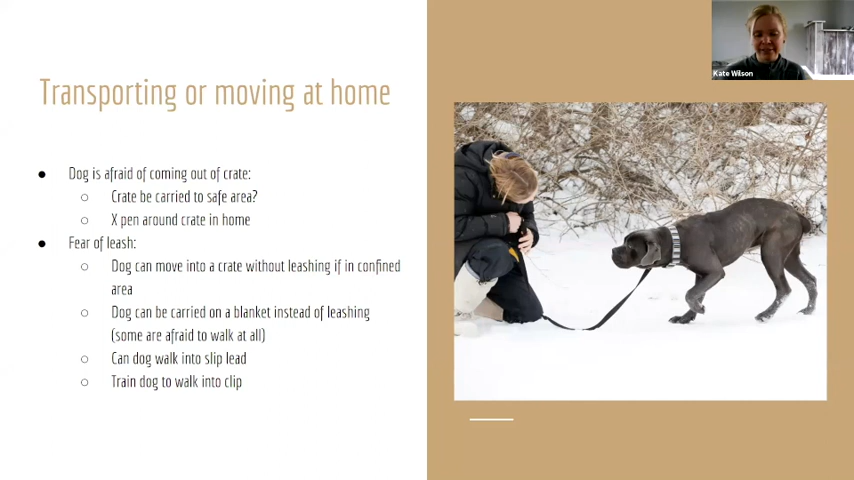 Transporting or moving at home
● Dog is afraid of coming out of crate:
○ Crate be carried to safe area?
○ X pen around crate in home
● Fear of leash:
○ Dog can move into a crate without leashing if in confined
area
○ Dog can be carried on a blanket instead of leashing
(some are afraid to walk at all)
○ Can dog walk into slip lead
○ Train dog to walk into clip
Kate Wilson